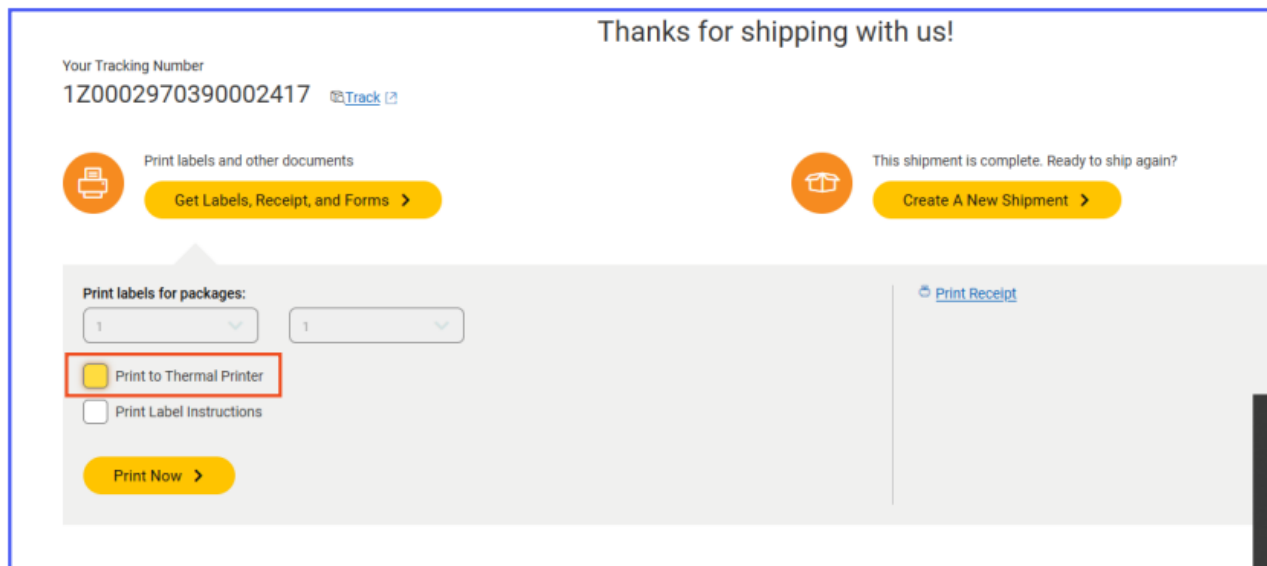 Thanks for shipping with us!
Your Tracking Number
1Z0002970390002417 Track
Print labels and other documents
Get Labels, Receipt, and Forms
This shipment is complete. Ready to ship again?
Create A New Shipment
Print labels for packages:
1 1
Print Receipt
Print to Thermal Printer
Print Label Instructions
Print Now